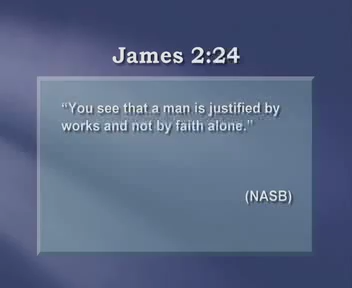 James 2:24
“You see that a man is justified by
works and not by faith alone.”
(NASB)